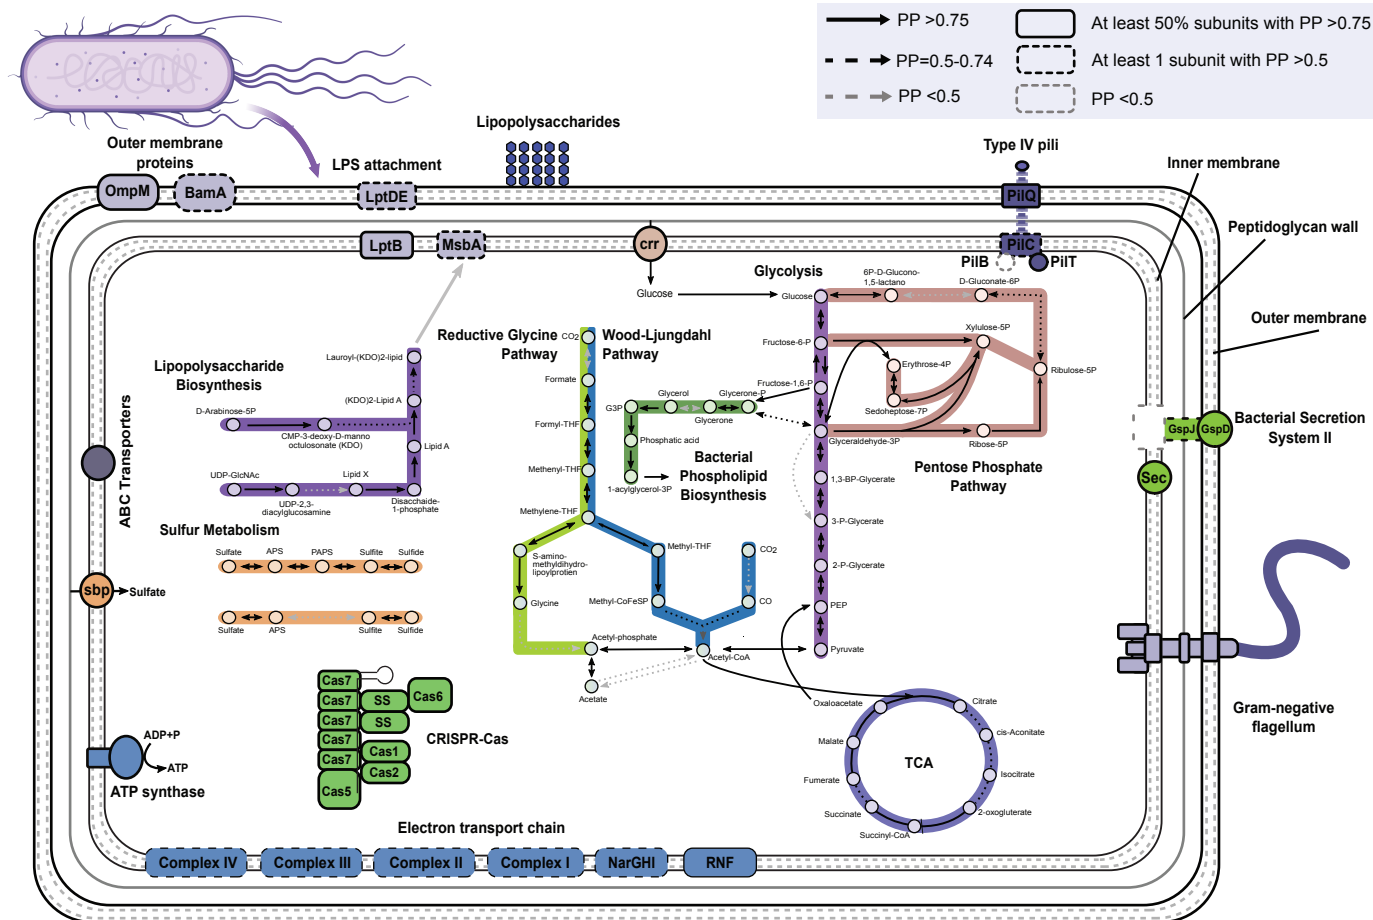 PP >0.75
At least 50% subunits with PP >0.75
PP=0.5-0.74
At least 1 subunit with PP >0.5
PP <0.5
PP <0.5
Outer membrane
proteins
OmpM
BamA
LPS attachment
LptDE
Lipopolysaccharides
Type IV pili
PilQ
Inner membrane
Peptidoglycan wall
Outer membrane
LptB
MsbA
crr
PilC
PilB
PilT
Glucose
Glycolysis
Glucose
6P-D-Glucono-
1,5-lactano
D-Gluconate-6P
Fructose-6-P
Xylulose-5P
Erythrose-4P
Ribulose-5P
Fructose-1,6-P
Sedoheptose-7P
Glyceraldehyde-3P
Ribose-5P
Pentose Phosphate
Pathway
1,3-BP-Glycerate
3-P-Glycerate
2-P-Glycerate
PEP
Pyruvate
Reductive Glycine
Pathway
Wood-Ljungdahl
Pathway
CO2
Formate
Formyl-THF
Methenyl-THF
Methylene-THF
S-amino-
methyldihydro-
lipoylprotien
Glycine
Methyl-THF
CO2
Methyl-CoFeSP
CO
Acetyl-phosphate
Acetyl-CoA
Acetate
G3P
Glycerol
Glycerone-P
Glycerone
Phosphatic acid
1-acylglycerol-3P
Bacterial
Phospholipid
Biosynthesis
Lipopolysaccharide
Biosynthesis
Lauroyl-(KDO)2-lipid
(KDO)2-Lipid A
D-Arabinose-5P
CMP-3-deoxy-D-manno
octulosonate (KDO)
Lipid A
UDP-GlcNAc
Lipid X
UDP-2,3-
diacylglucosamine
Disaccharide-
1-phosphate
ABC Transporters
Sulfur Metabolism
Sulfate
APS
PAPS
Sulfite
Sulfide
Sulfate
APS
Sulfite
Sulfide
sbp
Sulfate
Cas7
Cas7
Cas7
Cas7
Cas7
Cas5
SS
SS
Cas6
Cas1
Cas2
CRISPR-Cas
ADP+P
ATP
ATP synthase
Oxaloacetate
Citrate
cis-Aconitate
Isocitrate
2-oxogluterate
Succinyl-CoA
Succinate
Fumerate
Malate
TCA
GspJ
GspD
Sec
Bacterial Secretion
System II
Gram-negative
flagellum
Electron transport chain
Complex IV
Complex III
Complex II
Complex I
NarGHI
RNF